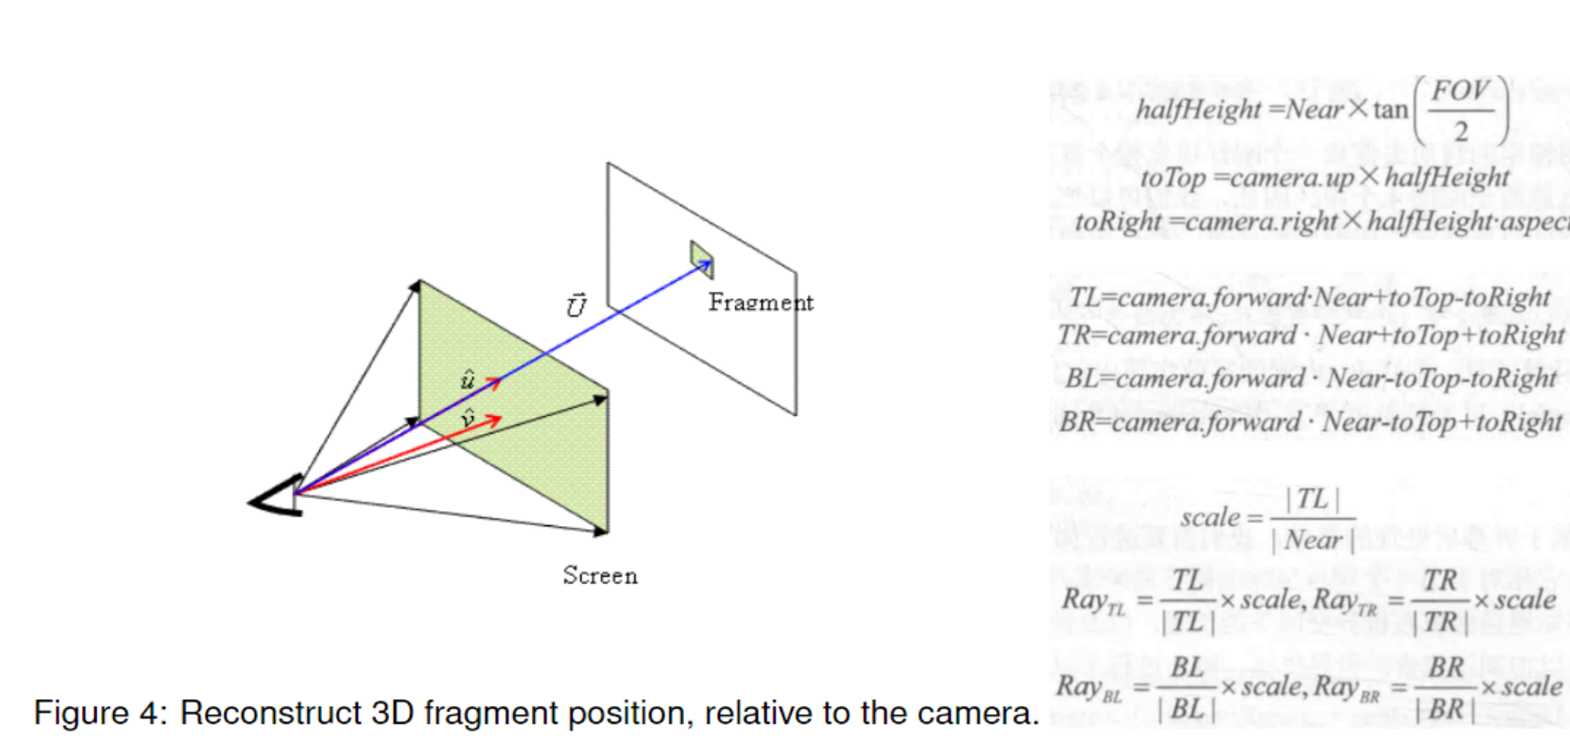 halfHeight =Near×tan(FOV/2)
toTop =camera.up×halfHeight
toRight =camera.right×halfHeight·aspec
TL=camera.forward·Near+toTop-toRight
TR=camera.forward · Near+toTop+toRight
BL=camera.forward · Near-toTop-toRight
BR=camera.forward · Near-toTop+toRight
scale = |TL| / |Near|
Ray_TL = TL/|TL| × scale, Ray_TR = TR/|TR| × scale
Ray_BL = BL/|BL| × scale, Ray_BR = BR/|BR| × scale
U⃗
Fragment
û
v̂
Screen
Figure 4: Reconstruct 3D fragment position, relative to the camera.